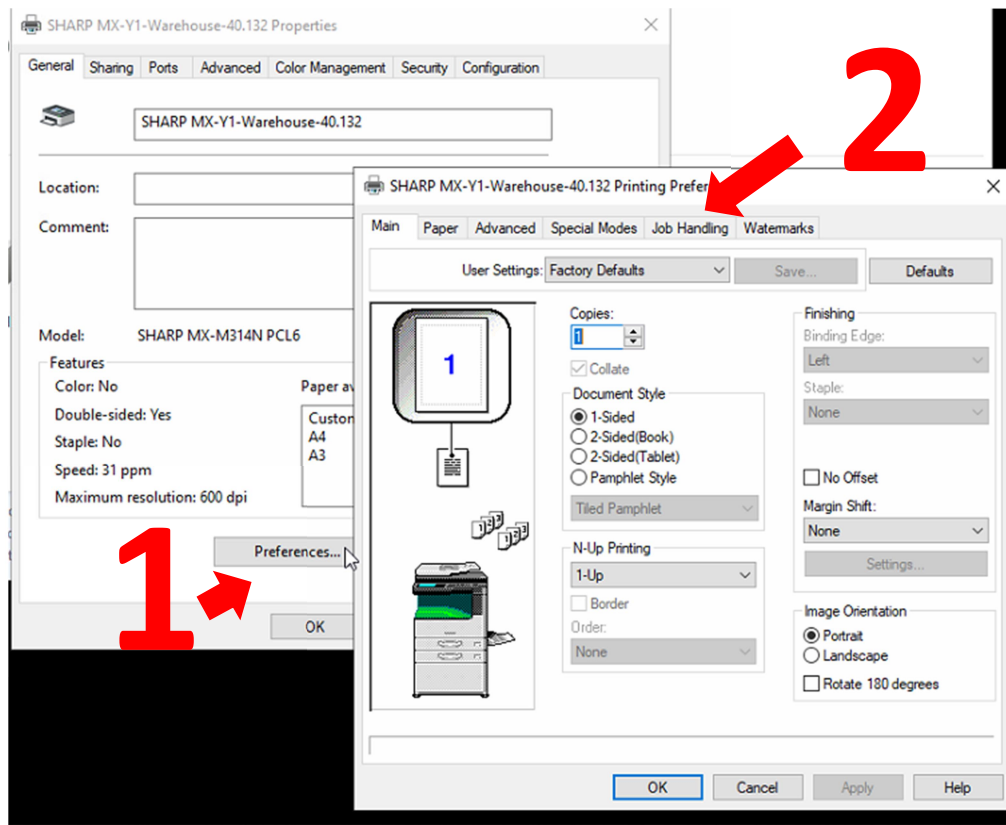 SHARP MX-Y1-Warehouse-40.132 Properties
General Sharing Ports Advanced Color Management Security Configuration
SHARP MX-Y1-Warehouse-40.132
Location:
Comment:
Model: SHARP MX-M314N PCL6
Features
Color: No
Double-sided: Yes
Staple: No
Speed: 31 ppm
Maximum resolution: 600 dpi
Paper
A4
A3
Preferences...
OK
1
2
SHARP MX-Y1-Warehouse-40.132 Printing
Main Paper Advanced Special Modes Job Handling Watermarks
User Settings: Factory Defaults Save... Defaults
1
1 2 3
1 2 3
Copies:
1
Collate
Document Style
1-Sided
2-Sided(Book)
2-Sided(Tablet)
Pamphlet Style
Tiled Pamphlet
N-Up Printing
1-Up
Border
Order:
None
Finishing
Binding Edge:
Left
Staple:
None
No Offset
Margin Shift:
None
Settings...
Image Orientation
Portrait
Landscape
Rotate 180 degrees
OK Cancel Apply Help